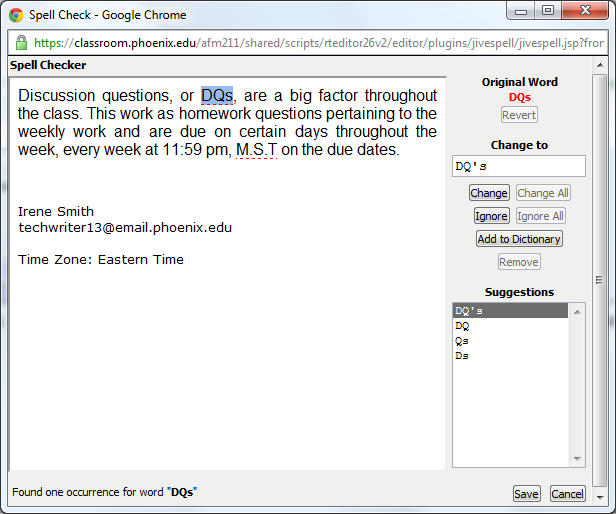 Spell Check - Google Chrome
https://classroom.phoenix.edu/afm211/shared/scripts/rteditor26v2/editor/plugins/jivespell/jivespell.jsp?fror
Spell Checker
Discussion questions, or DQs, are a big factor throughout
the class. This work as homework questions pertaining to the
weekly work and are due on certain days throughout the
week, every week at 11:59 pm, M.S.T on the due dates.
Irene Smith
techwriter13@email.phoenix.edu
Time Zone: Eastern Time
Original Word
DQs
Revert
Change to
DQ's
Change Change All
Ignore Ignore All
Add to Dictionary
Remove
Suggestions
DQ's
DQ
Qs
Ds
Found one occurrence for word "DQs"
Save Cancel